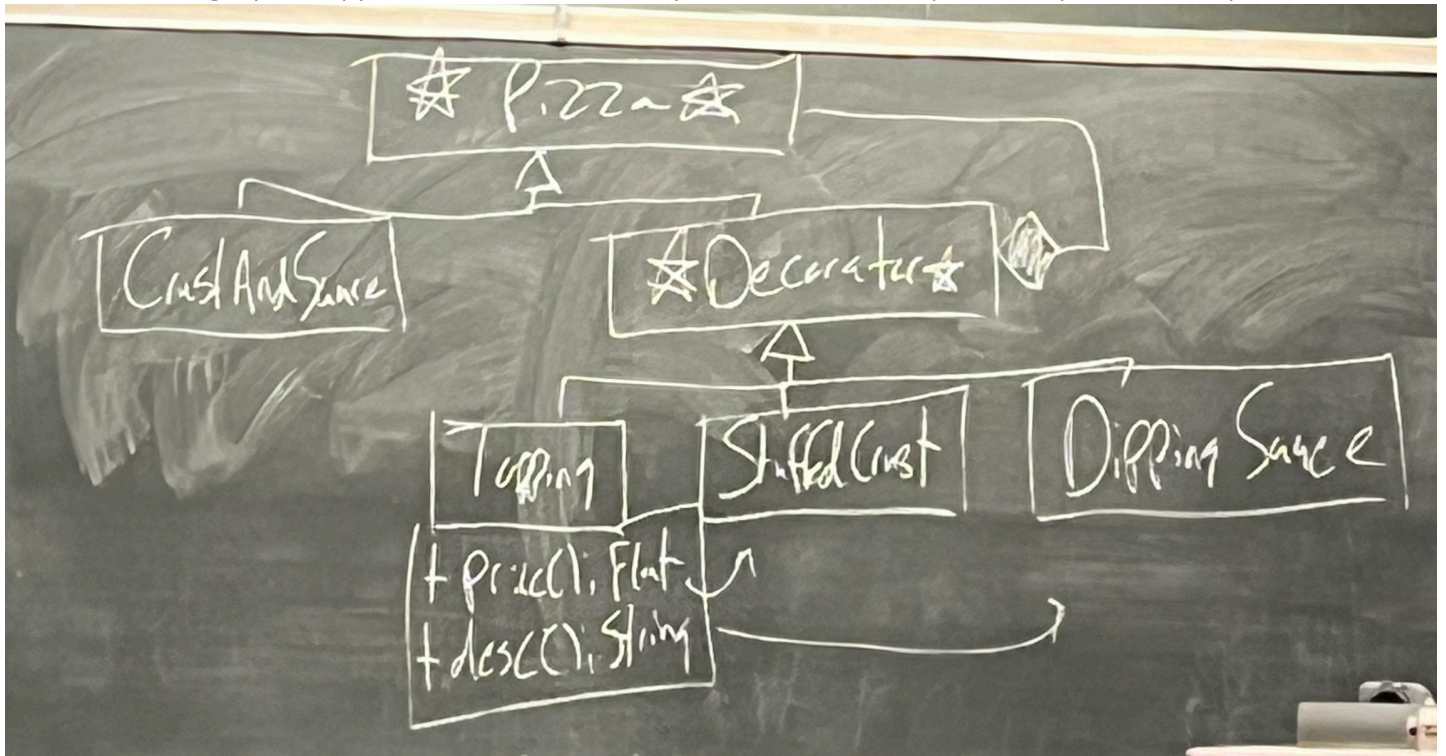 ☆ Pizza ☆
CrustAndSauce
☆ Decorator ☆
Topping
StuffedCrust
Dipping Sauce
+ price(): Float
+ desc(): String